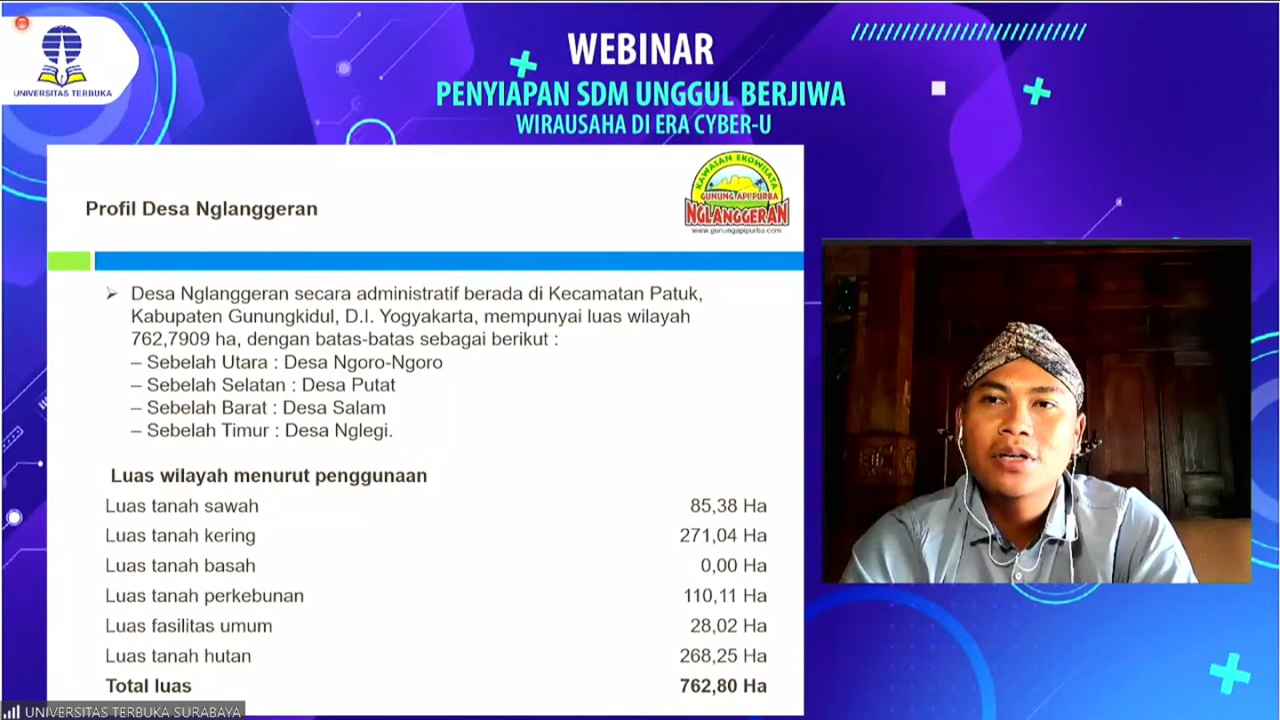 UNIVERSITAS TERBUKA
WEBINAR
PENYIAPAN SDM UNGGUL BERJIWA
WIRAUSAHA DI ERA CYBER-U
KAWASAN EKOWISATA
GUNUNG API PURBA
NGLANGGERAN
www.gunungapipurba.com
Profil Desa Nglanggeran
➢ Desa Nglanggeran secara administratif berada di Kecamatan Patuk,
Kabupaten Gunungkidul, D.I. Yogyakarta, mempunyai luas wilayah
762,7909 ha, dengan batas-batas sebagai berikut :
– Sebelah Utara : Desa Ngoro-Ngoro
– Sebelah Selatan : Desa Putat
– Sebelah Barat : Desa Salam
– Sebelah Timur : Desa Nglegi.
Luas wilayah menurut penggunaan
Luas tanah sawah 85,38 Ha
Luas tanah kering 271,04 Ha
Luas tanah basah 0,00 Ha
Luas tanah perkebunan 110,11 Ha
Luas fasilitas umum 28,02 Ha
Luas tanah hutan 268,25 Ha
Total luas 762,80 Ha
UNIVERSITAS TERBUKA SURABAYA